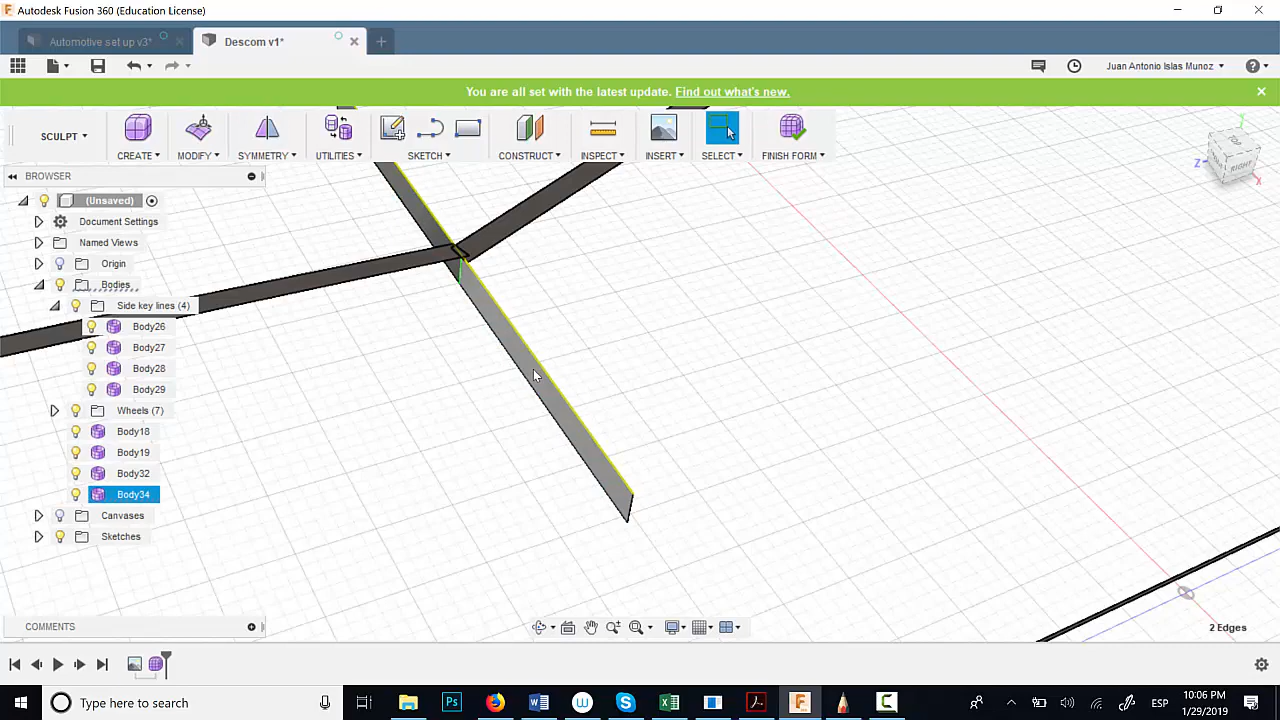 Autodesk Fusion 360 (Education License)
Automotive set up v3*
Descom v1*
Juan Antonio Islas Munoz
You are all set with the latest update. Find out what's new.
SCULPT
CREATE
MODIFY
SYMMETRY
UTILITIES
SKETCH
CONSTRUCT
INSPECT
INSERT
SELECT
FINISH FORM
BROWSER
(Unsaved)
Document Settings
Named Views
Origin
Bodies
Side key lines (4)
Body26
Body27
Body28
Body29
Wheels (7)
Body18
Body19
Body32
Body34
Canvases
Sketches
Y
Z
X
RIGHT
COMMENTS
2 Edges
Type here to search
ESP
10:06 PM
1/29/2019